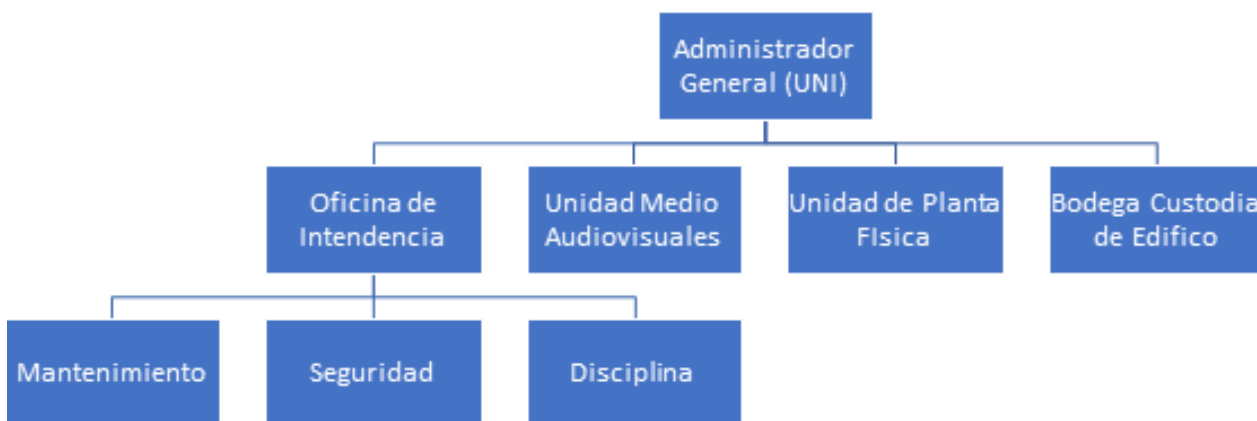 Administrador
General (UNI)
Oficina de
Intendencia
Unidad Medio
Audiovisuales
Unidad de Planta
FIsica
Bodega Custodia
de Edifico
Mantenimiento
Seguridad
Disciplina